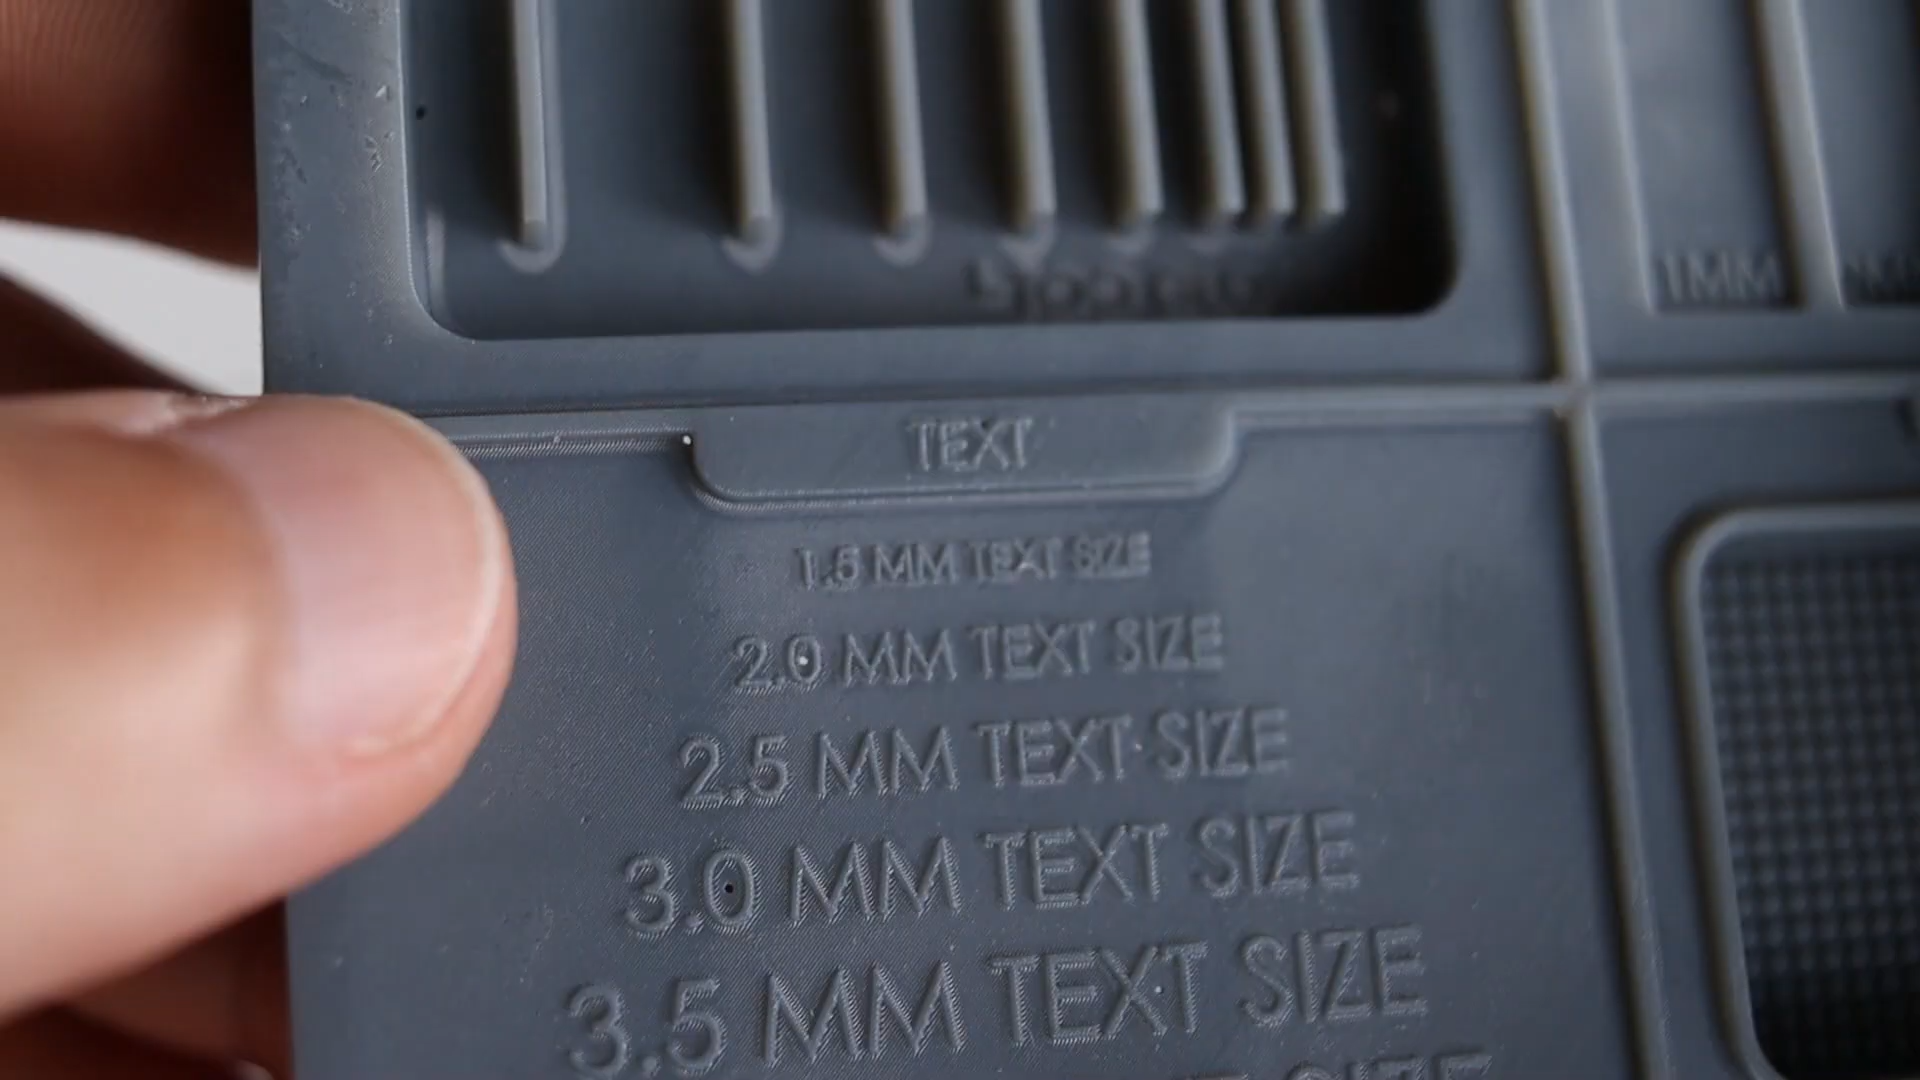 1MM
TEXT
1.5 MM TEXT SIZE
2.0 MM TEXT SIZE
2.5 MM TEXT SIZE
3.0 MM TEXT SIZE
3.5 MM TEXT SIZE